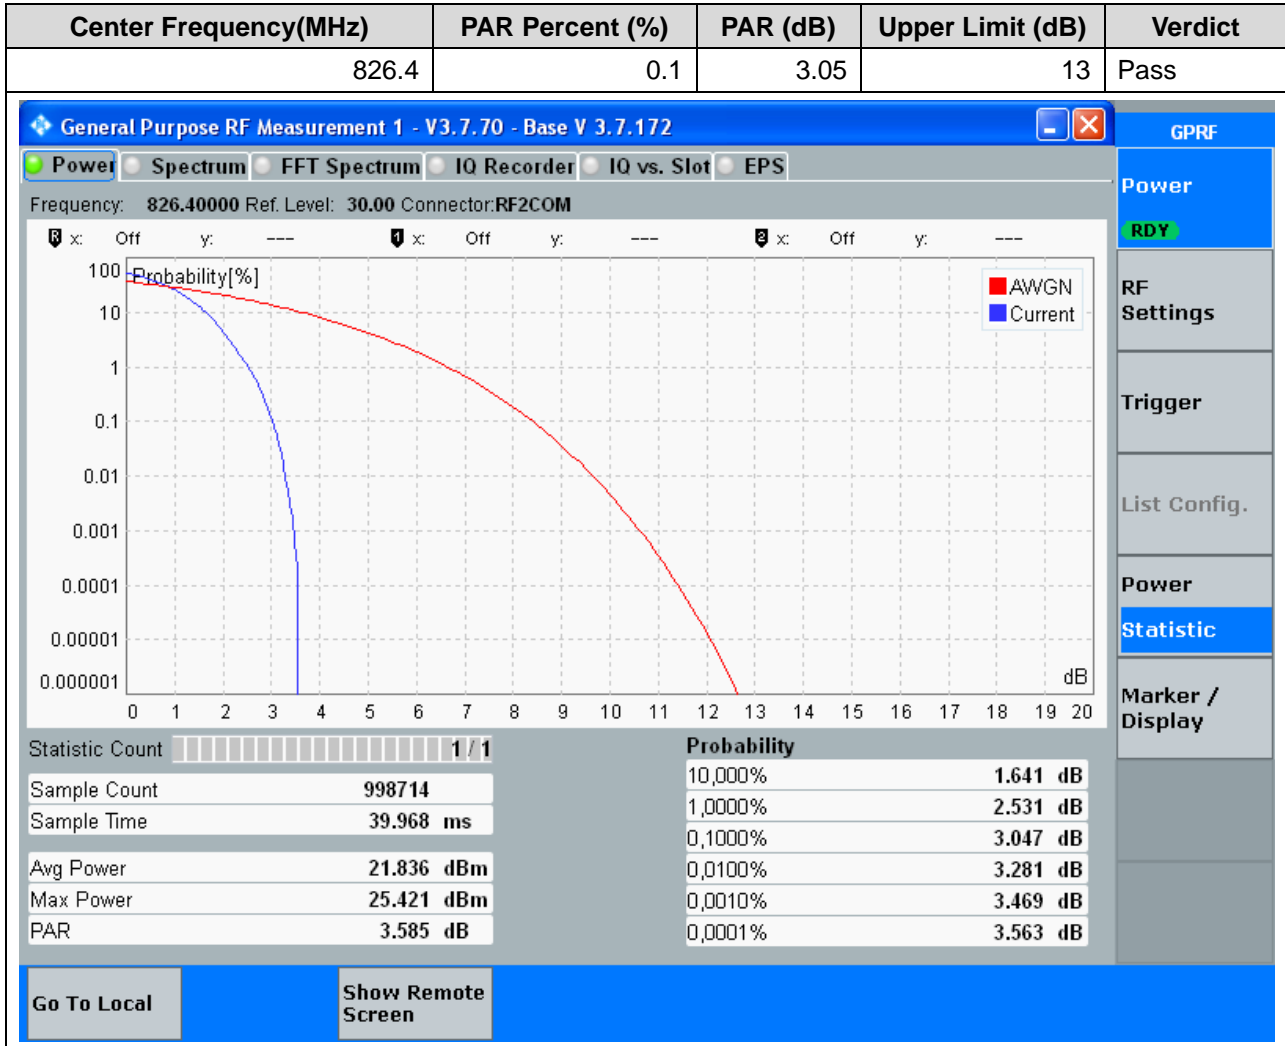 Center Frequency(MHz) PAR Percent (%) PAR (dB) Upper Limit (dB) Verdict
826.4 0.1 3.05 13 Pass
General Purpose RF Measurement 1 - V3.7.70 - Base V 3.7.172
GPRF
Power Spectrum FFT Spectrum IQ Recorder IQ vs. Slot EPS
Frequency: 826.40000 Ref. Level: 30.00 Connector:RF2COM
R x: Off y: --- 1 x: Off y: --- 2 x: Off y: ---
Probability[%]
AWGN
Current
100
10
1
0.1
0.01
0.001
0.0001
0.00001
0.000001
dB
0 1 2 3 4 5 6 7 8 9 10 11 12 13 14 15 16 17 18 19 20
Statistic Count 1 / 1
Sample Count 998714
Sample Time 39.968 ms
Avg Power 21.836 dBm
Max Power 25.421 dBm
PAR 3.585 dB
Probability
10,000% 1.641 dB
1,0000% 2.531 dB
0,1000% 3.047 dB
0,0100% 3.281 dB
0,0010% 3.469 dB
0,0001% 3.563 dB
Power
RDY
RF
Settings
Trigger
List Config.
Power
Statistic
Marker /
Display
Go To Local
Show Remote
Screen